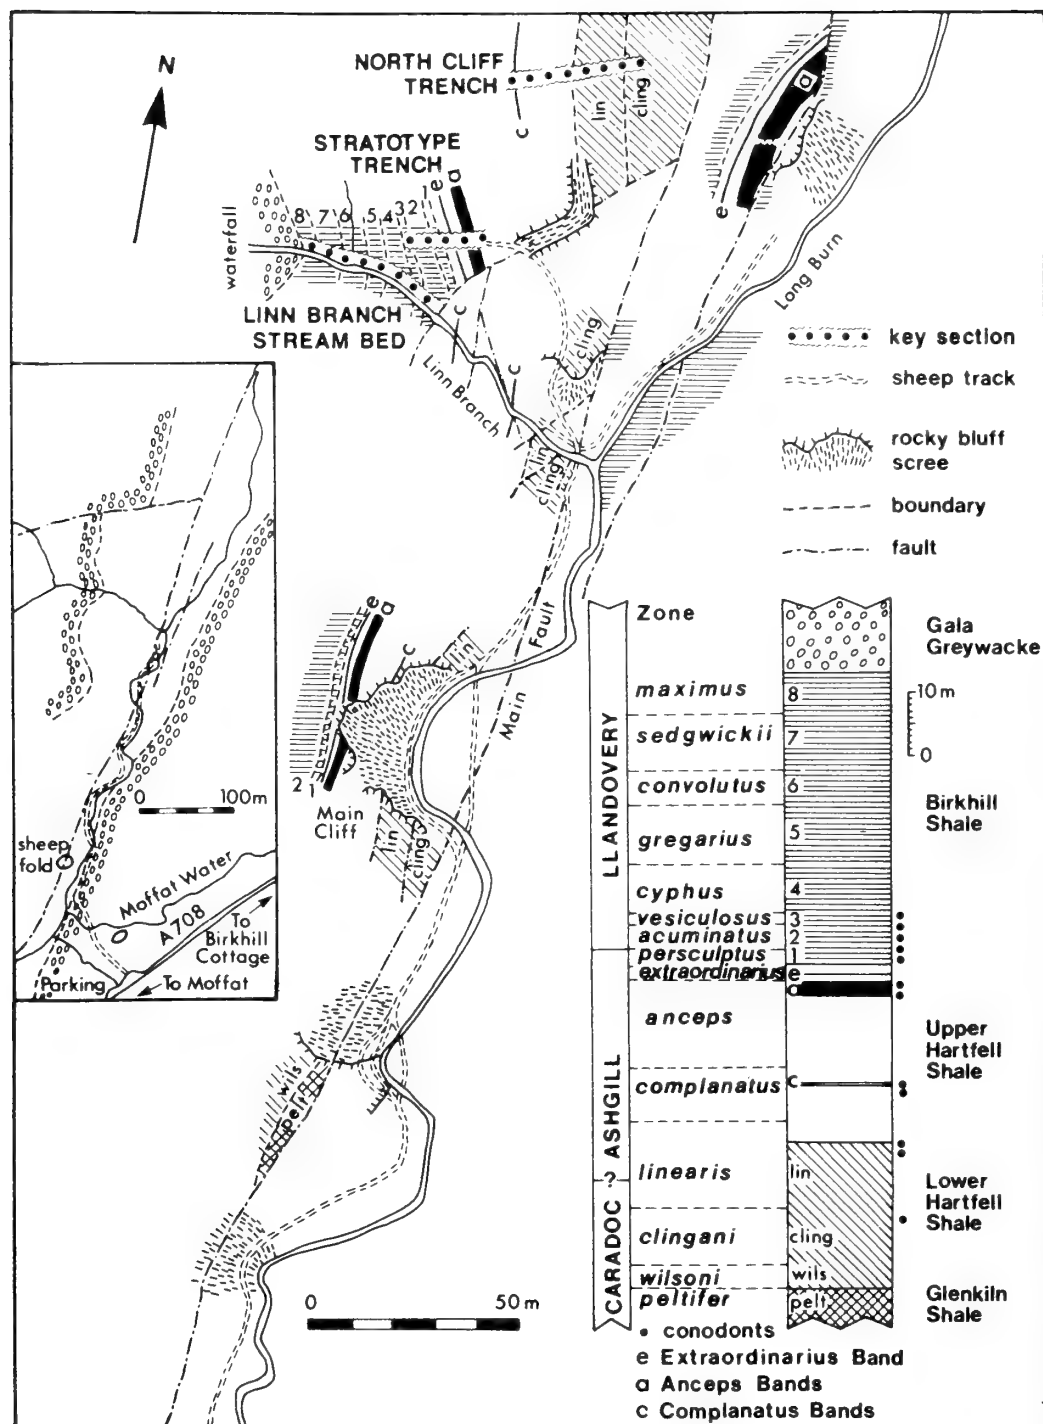 N
NORTH CLIFF
TRENCH
STRATOTYPE
TRENCH
lin
cling
c
c
a
e
e
a
1
2
3
4
5
6
7
8
waterfall
LINN BRANCH
STREAM BED
c
c
Linn Branch
cling
lin
cling
Long Burn
key section
sheep track
rocky bluff
scree
boundary
fault
Main
Fault
e
a
c
lin
2
1
Main
Cliff
lin
cling
wils
pelt
0
50 m
0
100m
sheep
fold
Moffat Water
A708
To
Birkhill
Cottage
Parking
To Moffat
Zone
Gala
Greywacke
10 m
0
LLANDOVERY
maximus
8
sedgwickii
7
convolutus
6
Birkhill
Shale
gregarius
5
cyphus
4
vesiculosus
3
acuminatus
2
persculptus
1
extraordinarius
e
a
ASHGILL
anceps
Upper
Hartfell
Shale
complanatus
c
?
linearis
lin
Lower
Hartfell
Shale
CARADOC
clingani
cling
wilsoni
wils
peltifer
pelt
Glenkiln
Shale
• conodonts
e Extraordinarius Band
a Anceps Bands
c Complanatus Bands